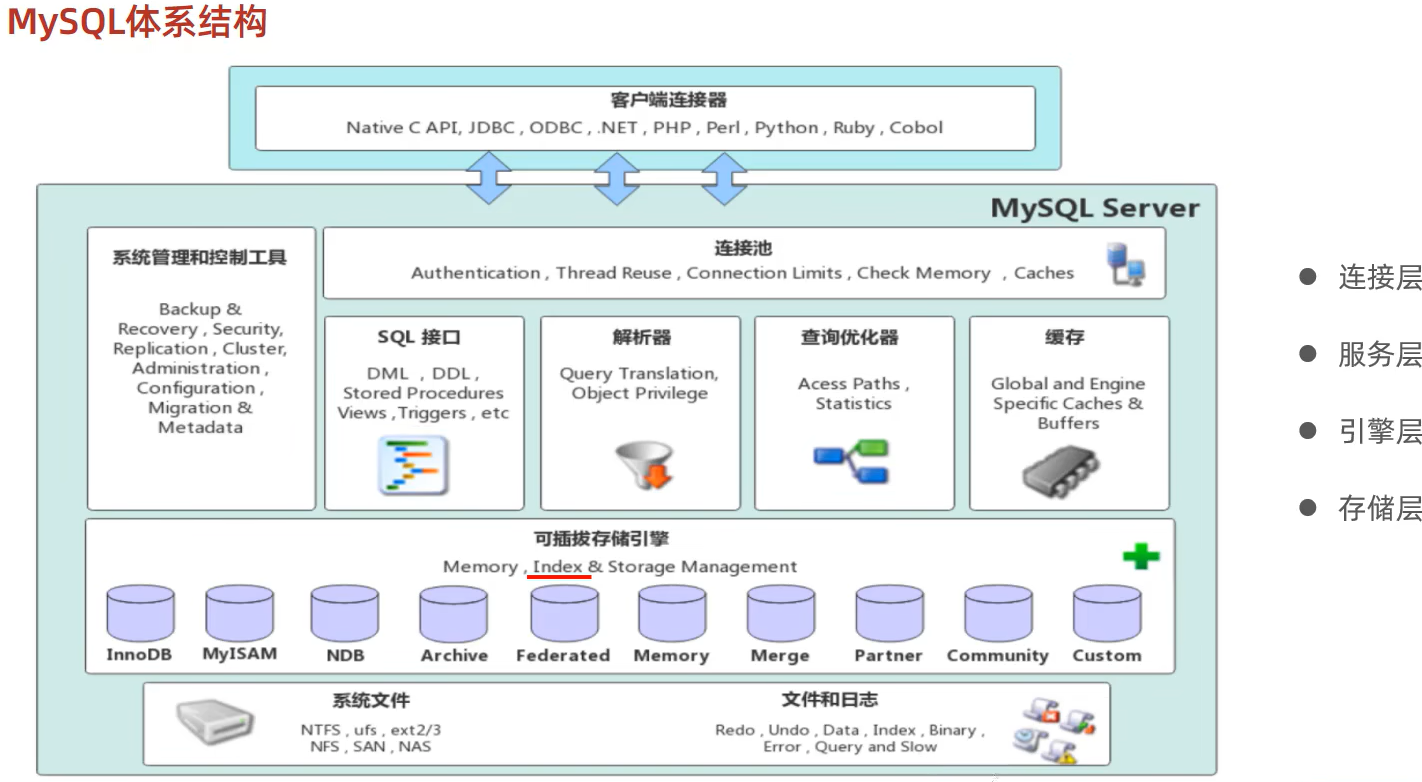 MySQL体系结构
客户端连接器
Native C API, JDBC , ODBC , .NET , PHP , Perl , Python , Ruby , Cobol
MySQL Server
系统管理和控制工具
Backup &
Recovery , Security,
Replication , Cluster,
Administration ,
Configuration ,
Migration &
Metadata
连接池
Authentication , Thread Reuse , Connection Limits , Check Memory , Caches
SQL 接口
DML , DDL ,
Stored Procedures
Views ,Triggers , etc
解析器
Query Translation,
Object Privilege
查询优化器
Acess Paths ,
Statistics
缓存
Global and Engine
Specific Caches &
Buffers
可插拔存储引擎
Memory , Index & Storage Management
InnoDB
MyISAM
NDB
Archive
Federated
Memory
Merge
Partner
Community
Custom
系统文件
NTFS , ufs , ext2/3
NFS , SAN , NAS
文件和日志
Redo , Undo , Data , Index , Binary ,
Error , Query and Slow
连接层
服务层
引擎层
存储层